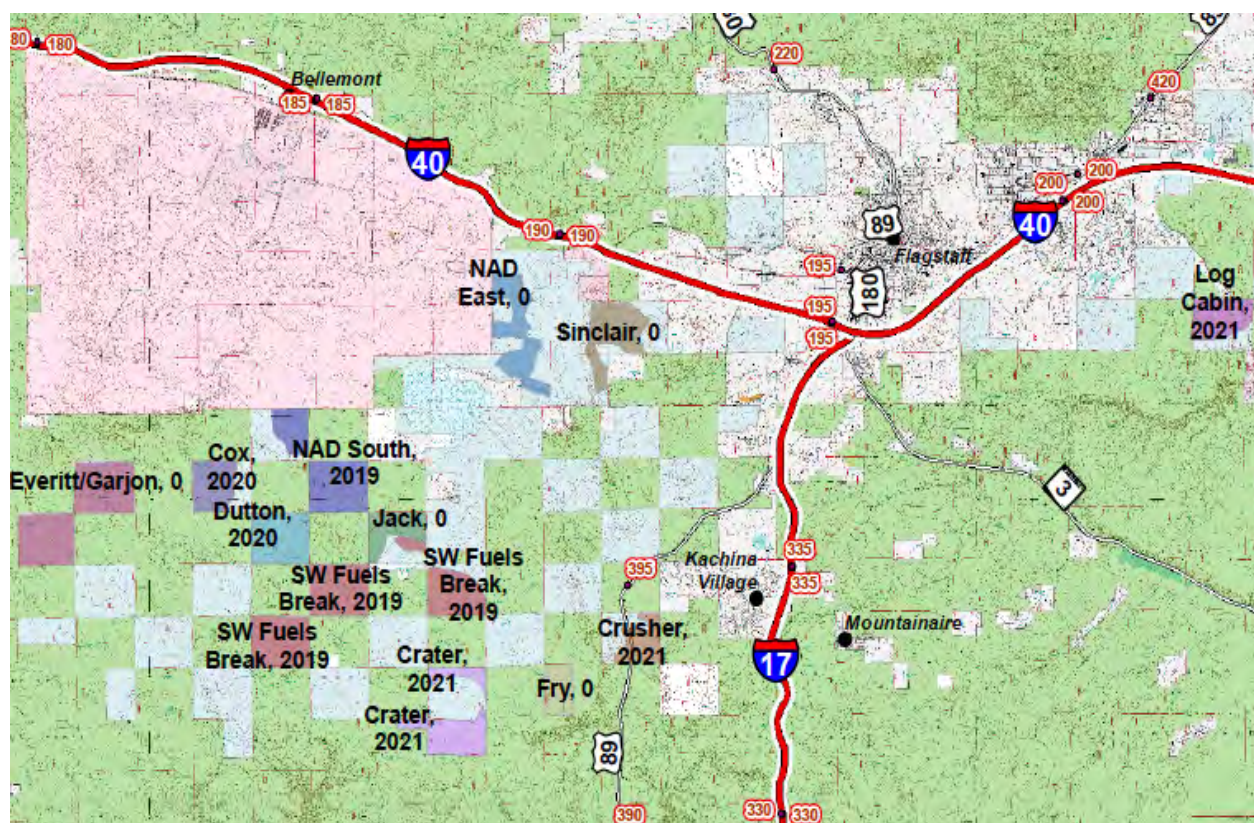 80
180
180
89
220
420
Bellemont
185
185
40
200
200
200
40
190
190
89
Flagstaff
NAD
East, 0
195
180
Log
Cabin,
2021
Sinclair, 0
195
195
Cox,
2020
NAD South,
2019
Everitt/Garjon, 0
3
Dutton,
2020
Jack, 0
SW Fuels
Break, 2019
SW Fuels
Break,
2019
395
Kachina
Village
335
335
SW Fuels
Break, 2019
Crusher,
2021
Mountainaire
17
Crater,
2021
Fry, 0
Crater,
2021
89
390
330
330